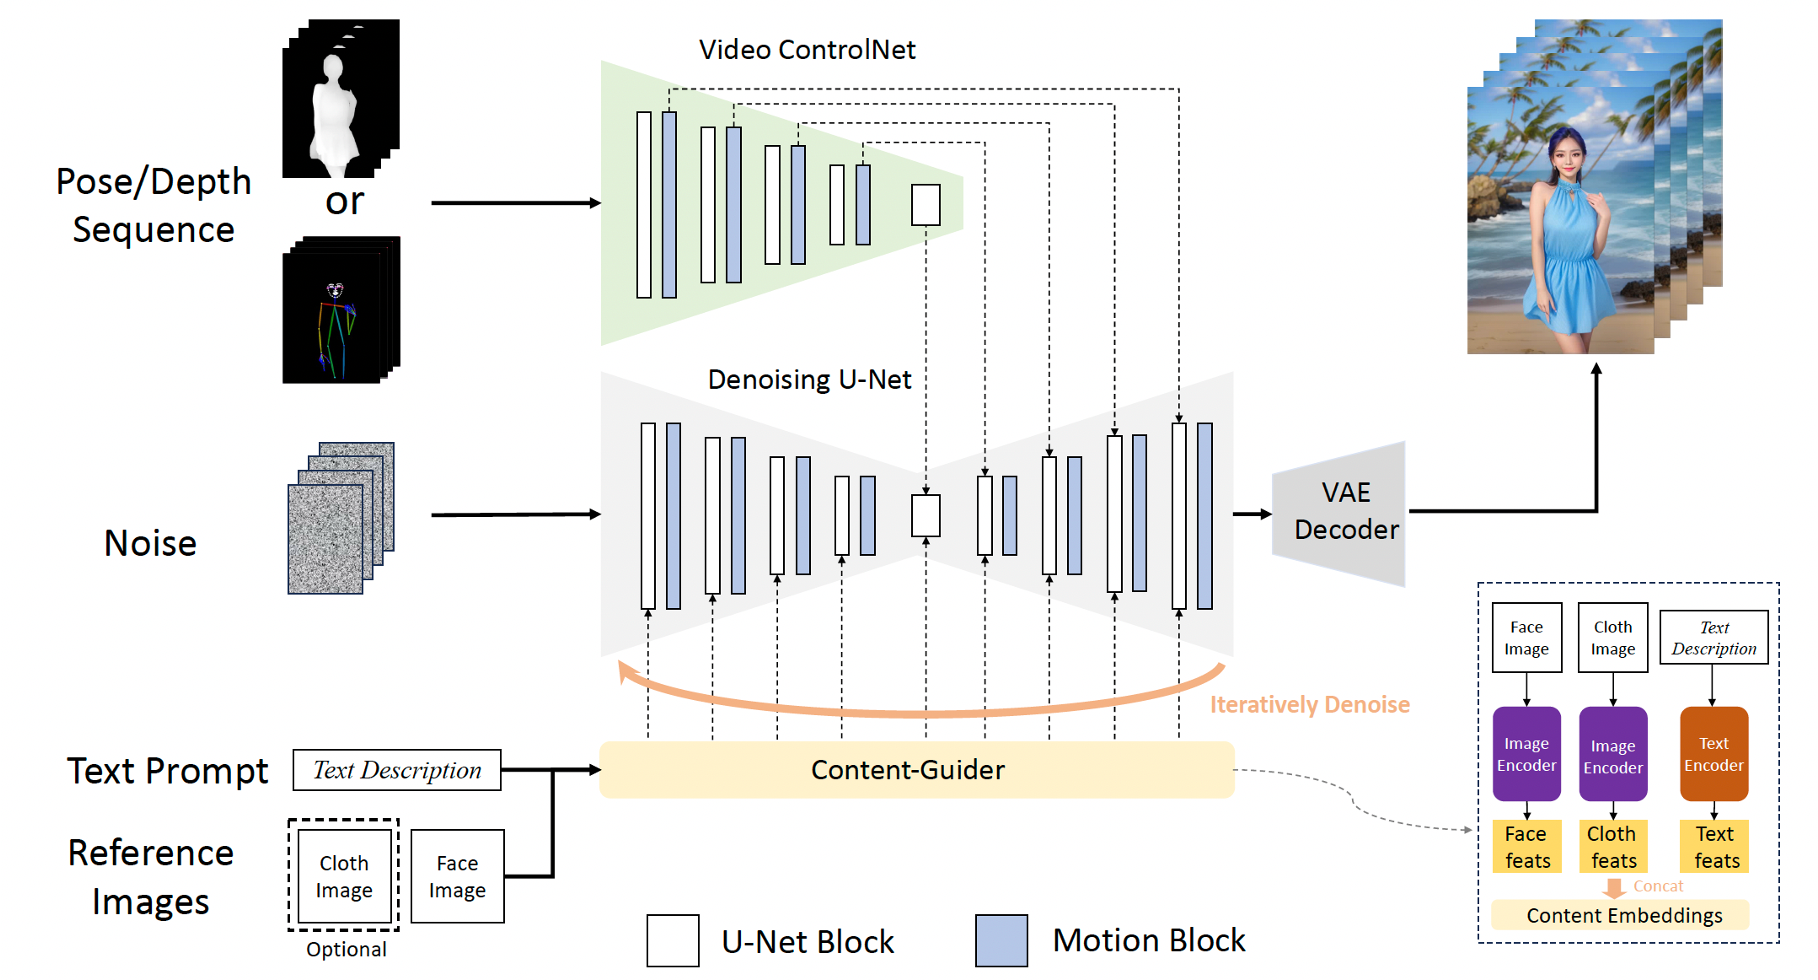 Video ControlNet
Pose/Depth
Sequence
or
Denoising U-Net
Noise
VAE
Decoder
Iteratively Denoise
Text Prompt
Text Description
Content-Guider
Reference
Images
Cloth
Image
Face
Image
Optional
U-Net Block
Motion Block
Face
Image
Cloth
Image
Text
Description
Image
Encoder
Image
Encoder
Text
Encoder
Face
feats
Cloth
feats
Text
feats
Concat
Content Embeddings